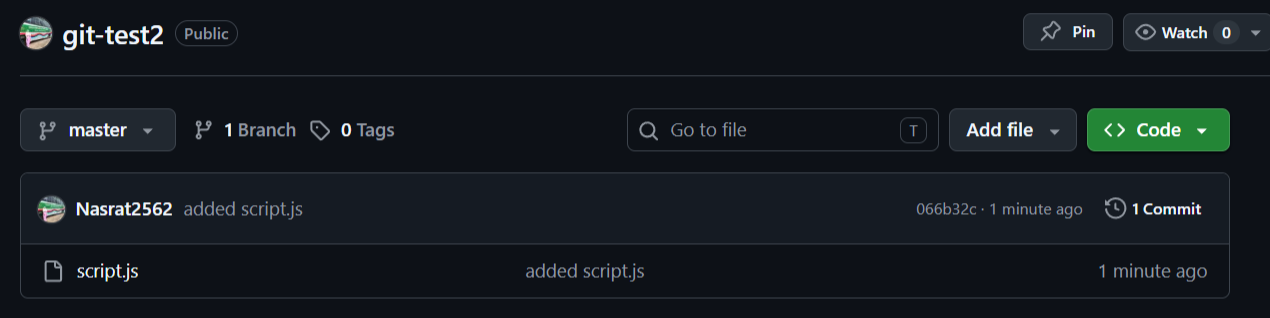 git-test2 Public Pin Watch 0
master 1 Branch 0 Tags Go to file T Add file Code
Nasrat2562 added script.js 066b32c · 1 minute ago 1 Commit
script.js added script.js 1 minute ago